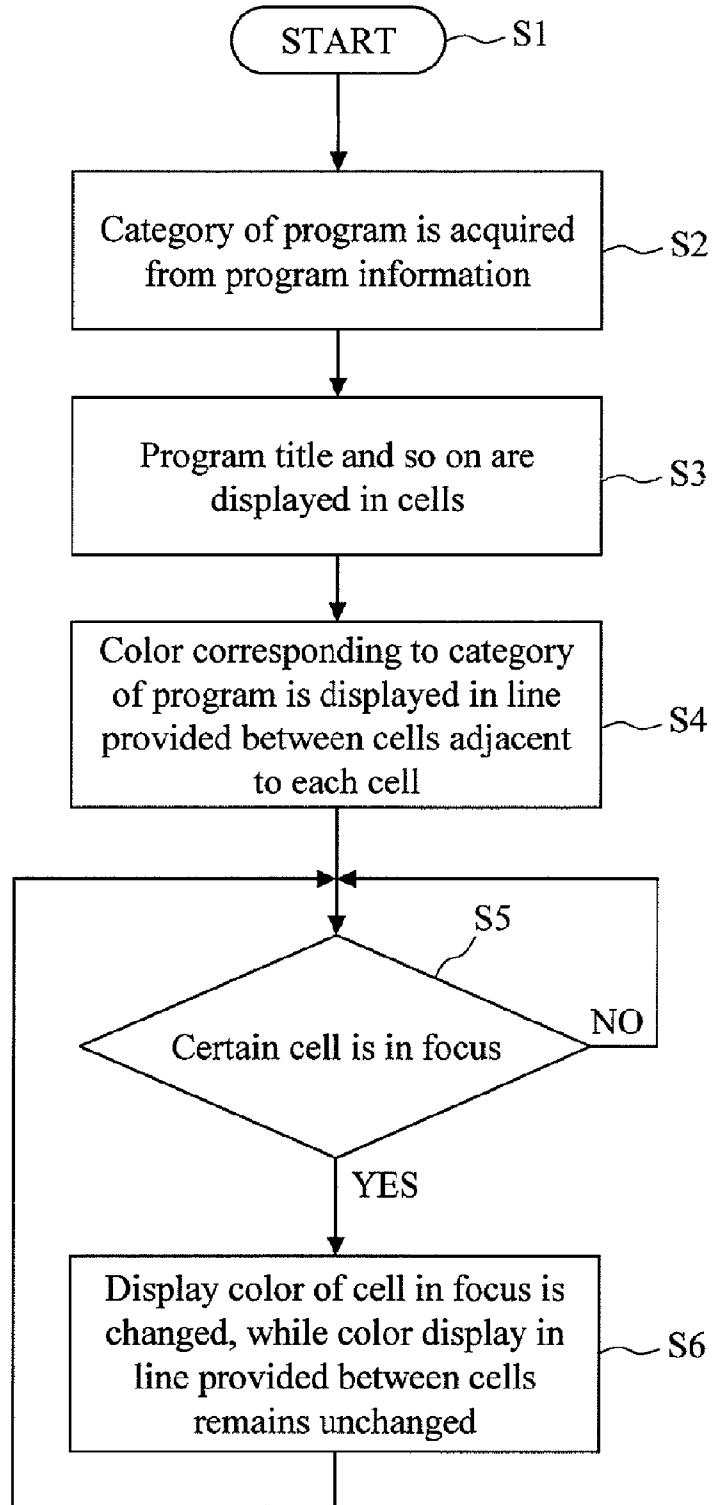 START
S1
Category of program is acquired
from program information
S2
Program title and so on are
displayed in cells
S3
Color corresponding to category
of program is displayed in line
provided between cells adjacent
to each cell
S4
S5
Certain cell is in focus
NO
YES
Display color of cell in focus is
changed, while color display in
line provided between cells
remains unchanged
S6